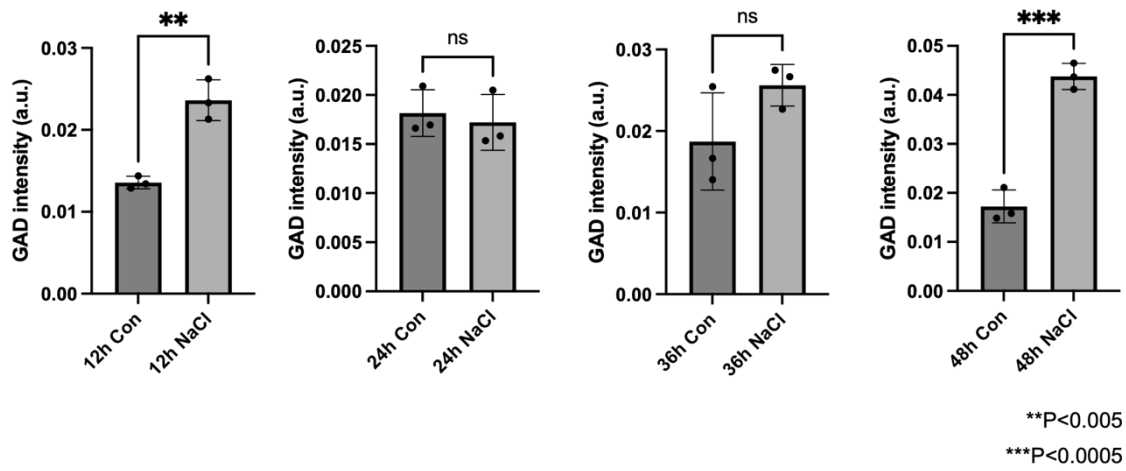 **
GAD intensity (a.u.)
0.03
0.02
0.01
0.00
12h Con
12h NaCl
ns
GAD intensity (a.u.)
0.025
0.020
0.015
0.010
0.005
0.000
24h Con
24h NaCl
ns
GAD intensity (a.u.)
0.03
0.02
0.01
0.00
36h Con
36h NaCl
***
GAD intensity (a.u.)
0.05
0.04
0.03
0.02
0.01
0.00
48h Con
48h NaCl
**P<0.005
***P<0.0005